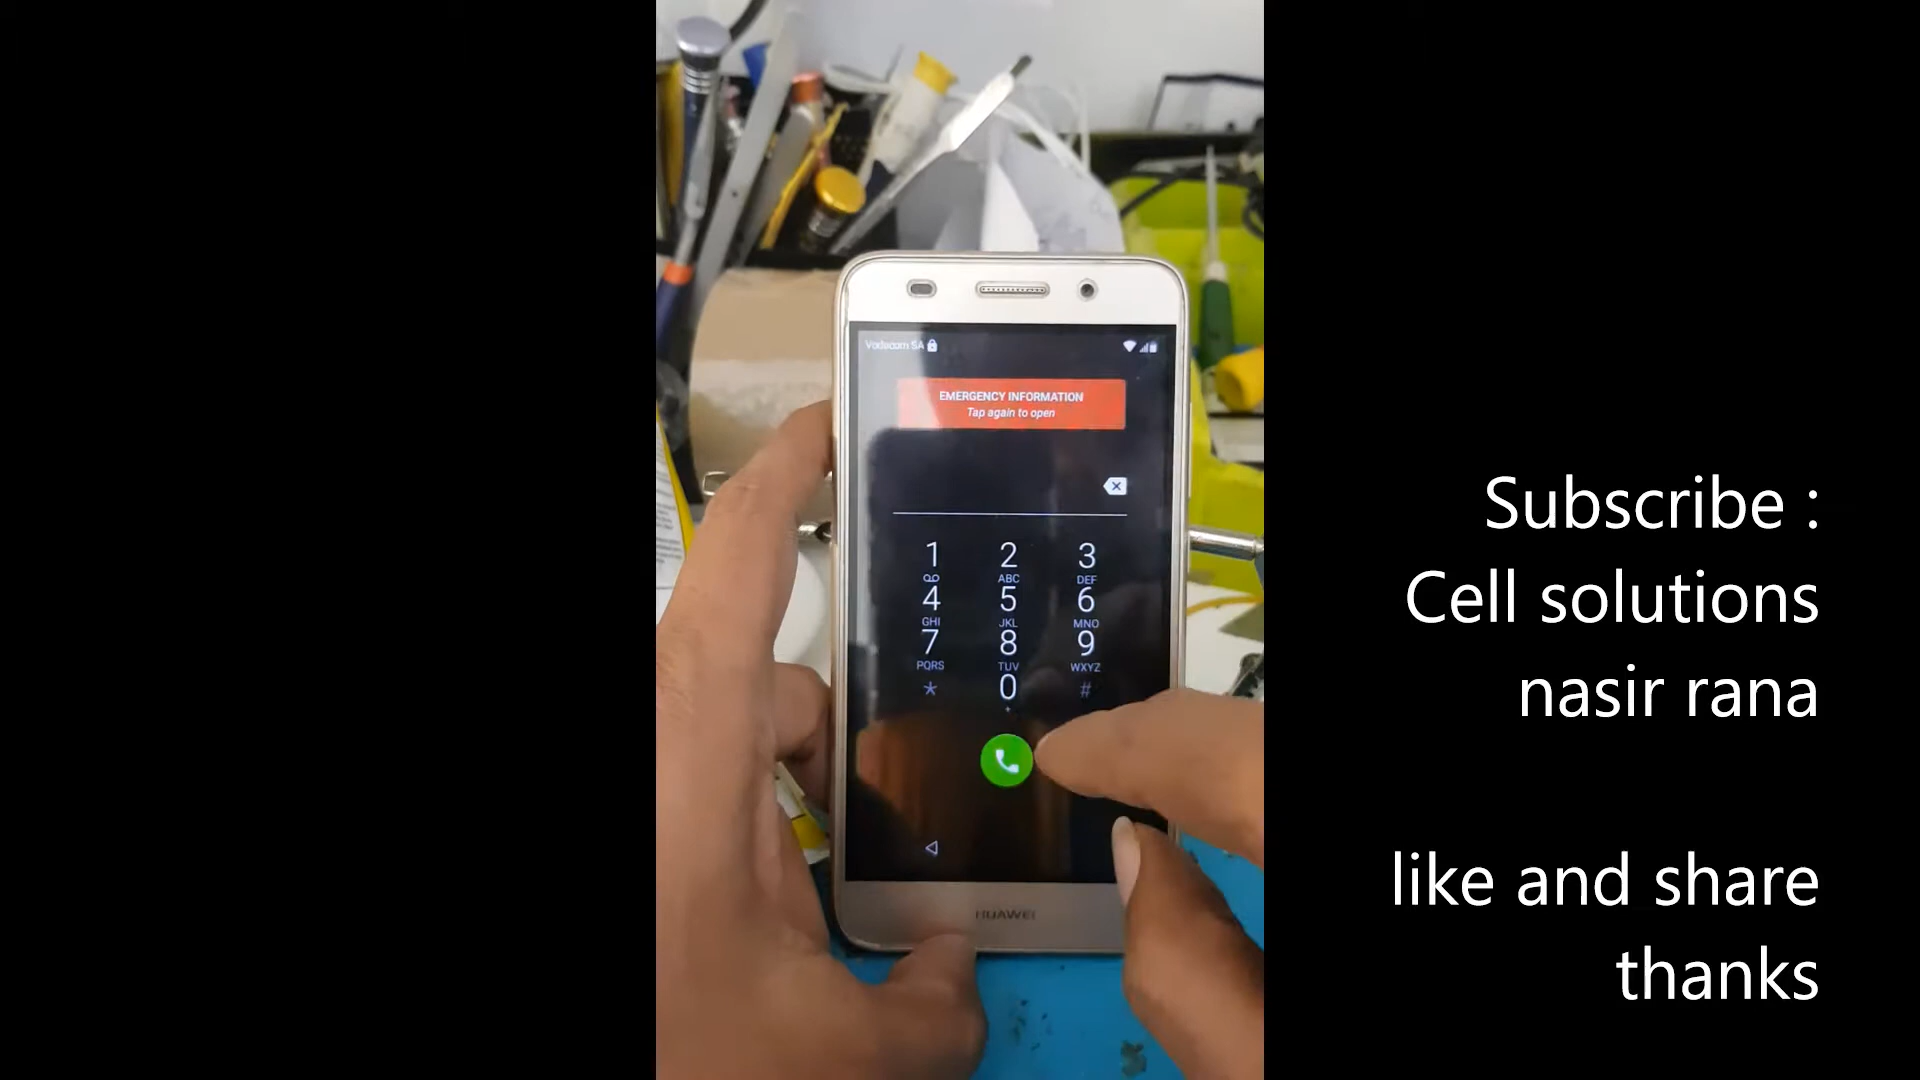 Vodacom SA
EMERGENCY INFORMATION
Tap again to open
1
2
ABC
3
DEF
4
GHI
5
JKL
6
MNO
7
PQRS
8
TUV
9
WXYZ
*
0
+
#
HUAWEI
Subscribe :
Cell solutions
nasir rana
like and share
thanks